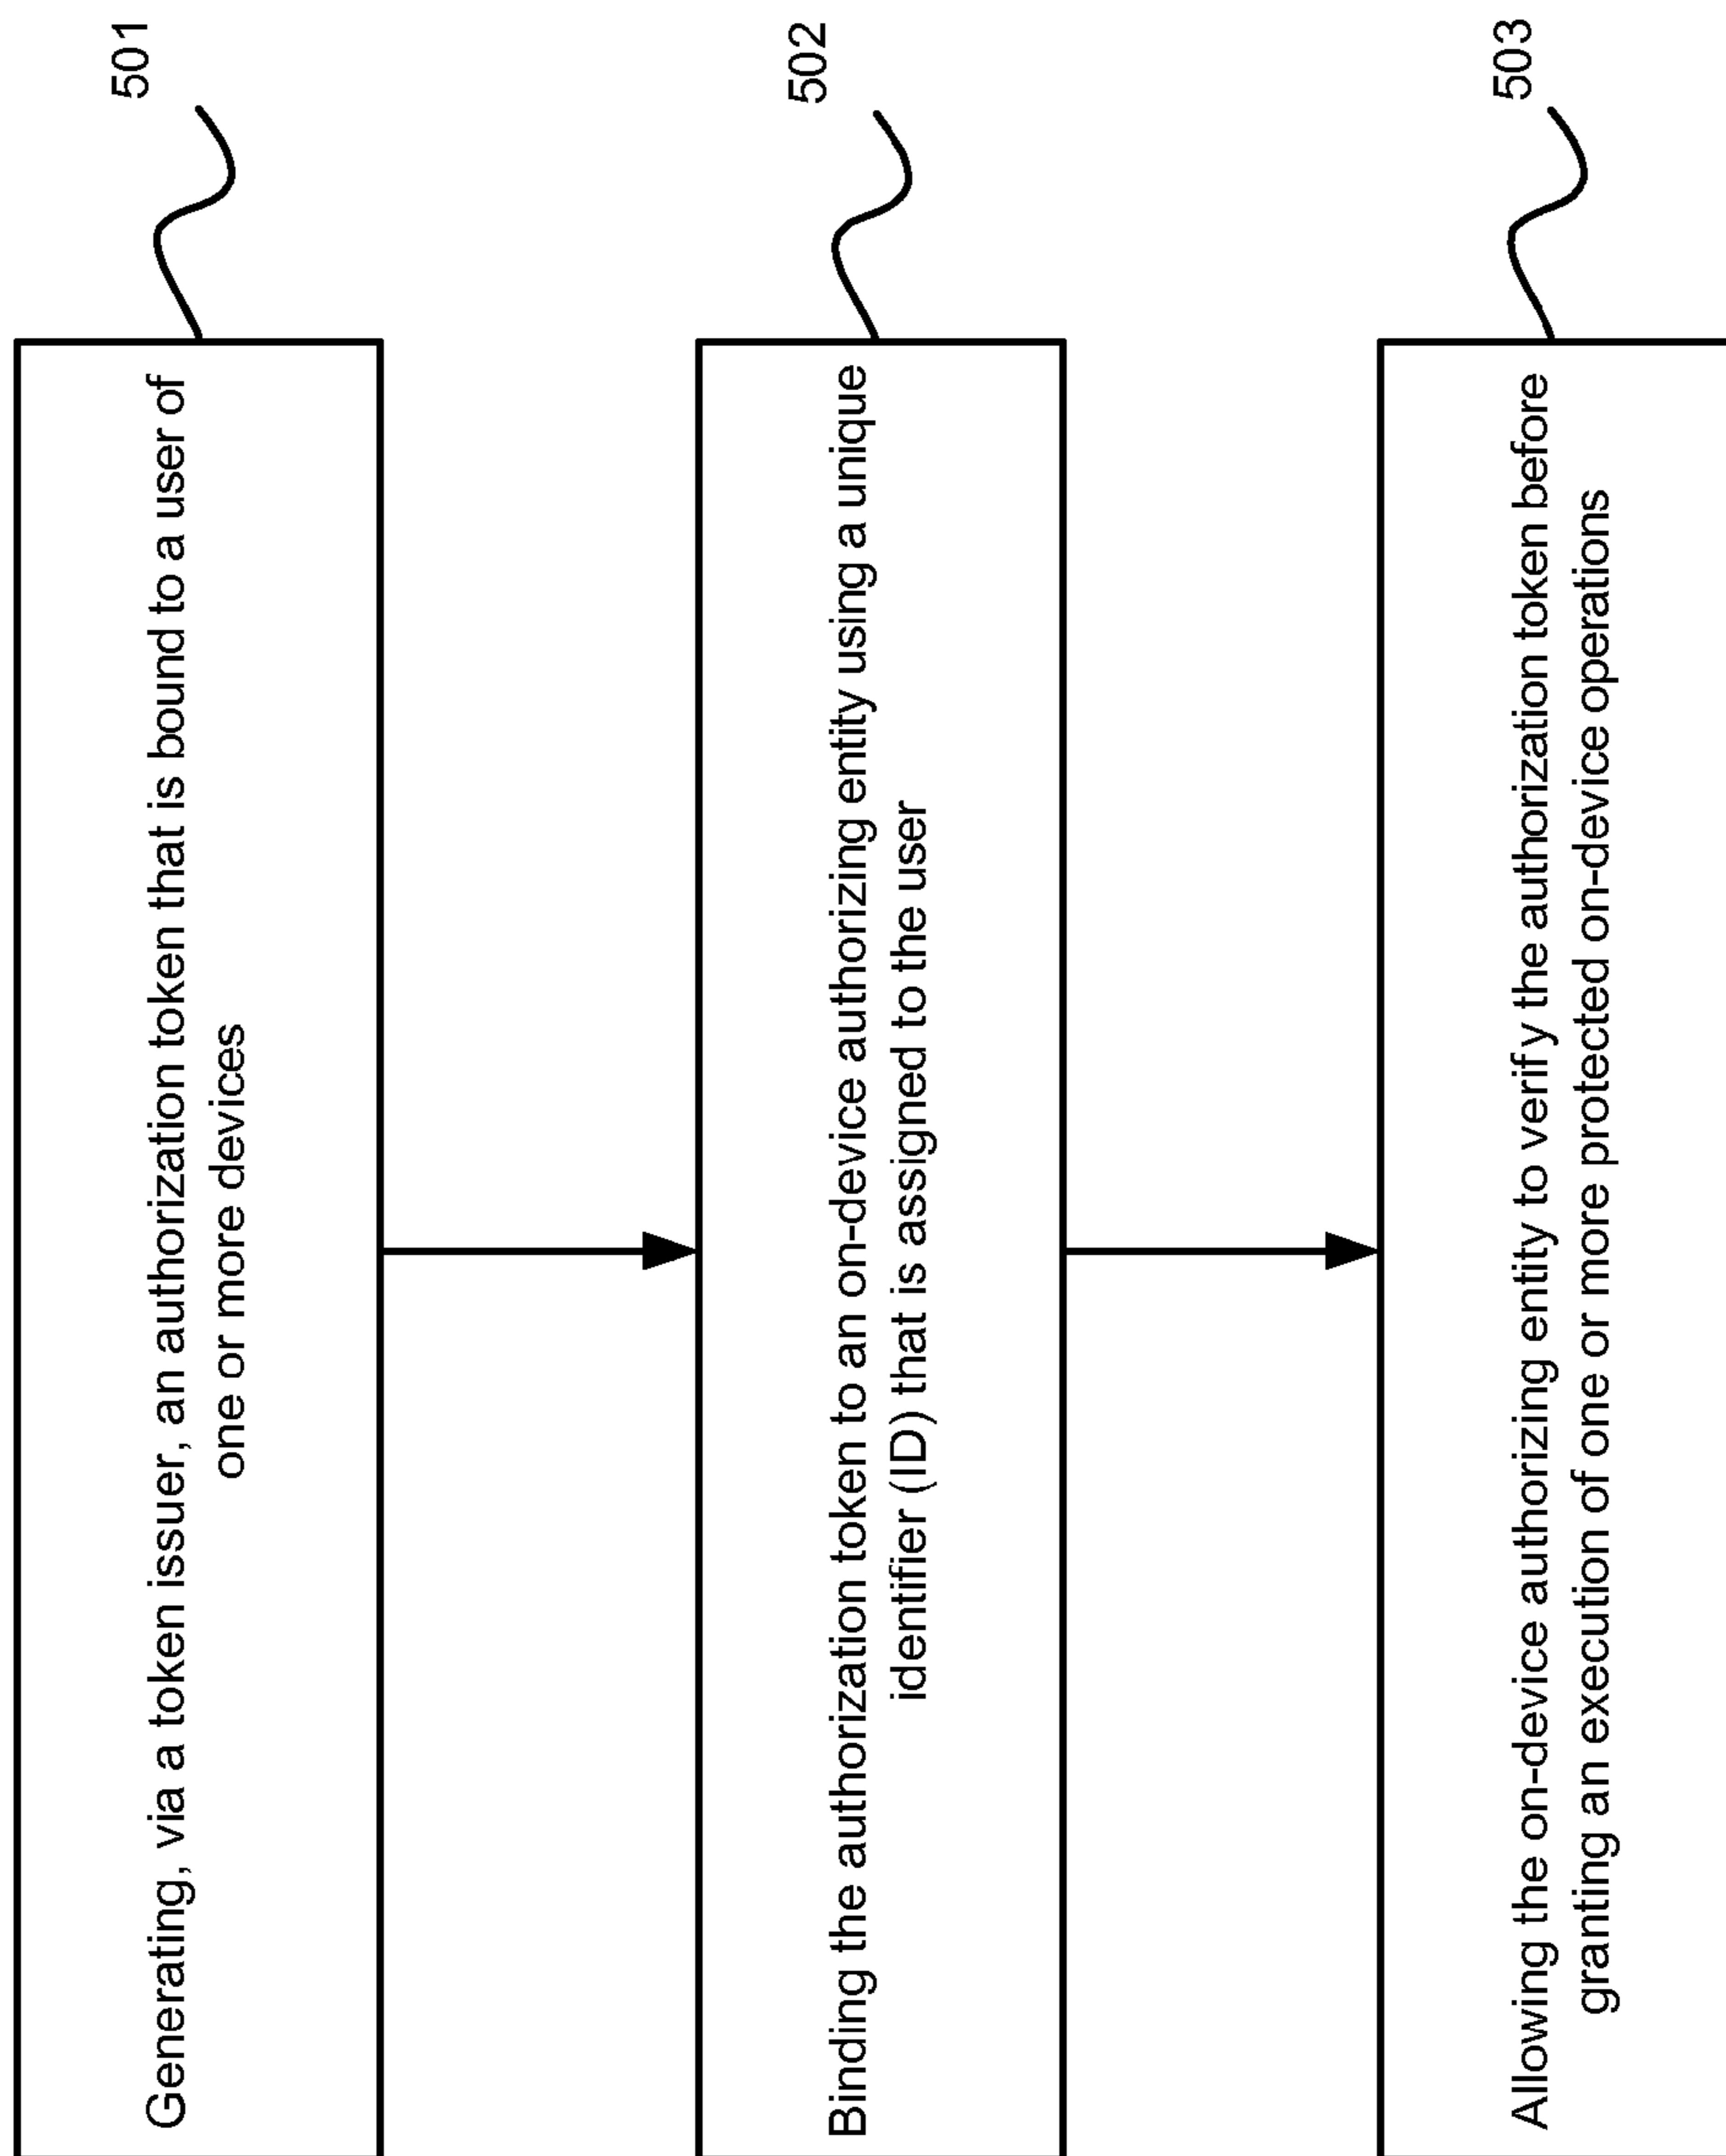 501
Generating, via a token issuer, an authorization token that is bound to a user of
one or more devices
502
Binding the authorization token to an on-device authorizing entity using a unique
identifier (ID) that is assigned to the user
503
Allowing the on-device authorizing entity to verify the authorization token before
granting an execution of one or more protected on-device operations